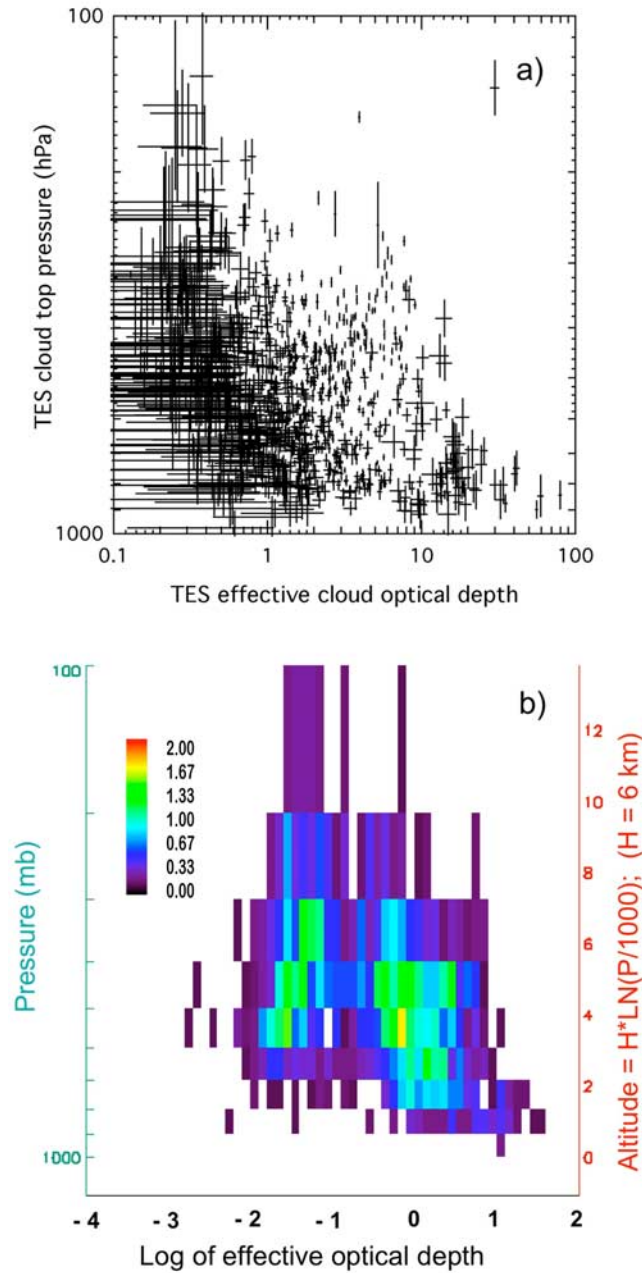 100
a)
TES cloud top pressure (hPa)
1000
0.1 1 10 100
TES effective cloud optical depth
100
b)
2.00
1.67
1.33
1.00
0.67
0.33
0.00
Pressure (mb)
1000
12
10
8
6
4
2
0
Altitude = H*LN(P/1000); (H = 6 km)
- 4 - 2 - 1 0 1 2
Log of effective optical depth